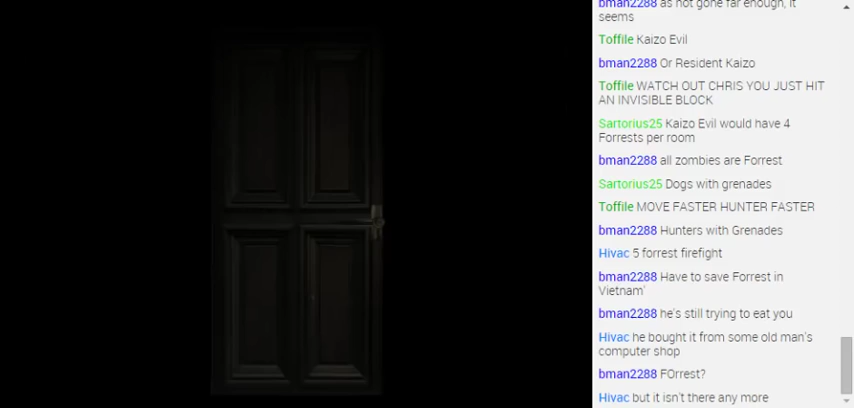 bman2288 as not gone far enough, it
seems
Toffile Kaizo Evil
bman2288 Or Resident Kaizo
Toffile WATCH OUT CHRIS YOU JUST HIT
AN INVISIBLE BLOCK
Sartorius25 Kaizo Evil would have 4
Forrests per room
bman2288 all zombies are Forrest
Sartorius25 Dogs with grenades
Toffile MOVE FASTER HUNTER FASTER
bman2288 Hunters with Grenades
Hivac 5 forrest firefight
bman2288 Have to save Forrest in
Vietnam'
bman2288 he's still trying to eat you
Hivac he bought it from some old man's
computer shop
bman2288 FOrrest?
Hivac but it isn't there any more